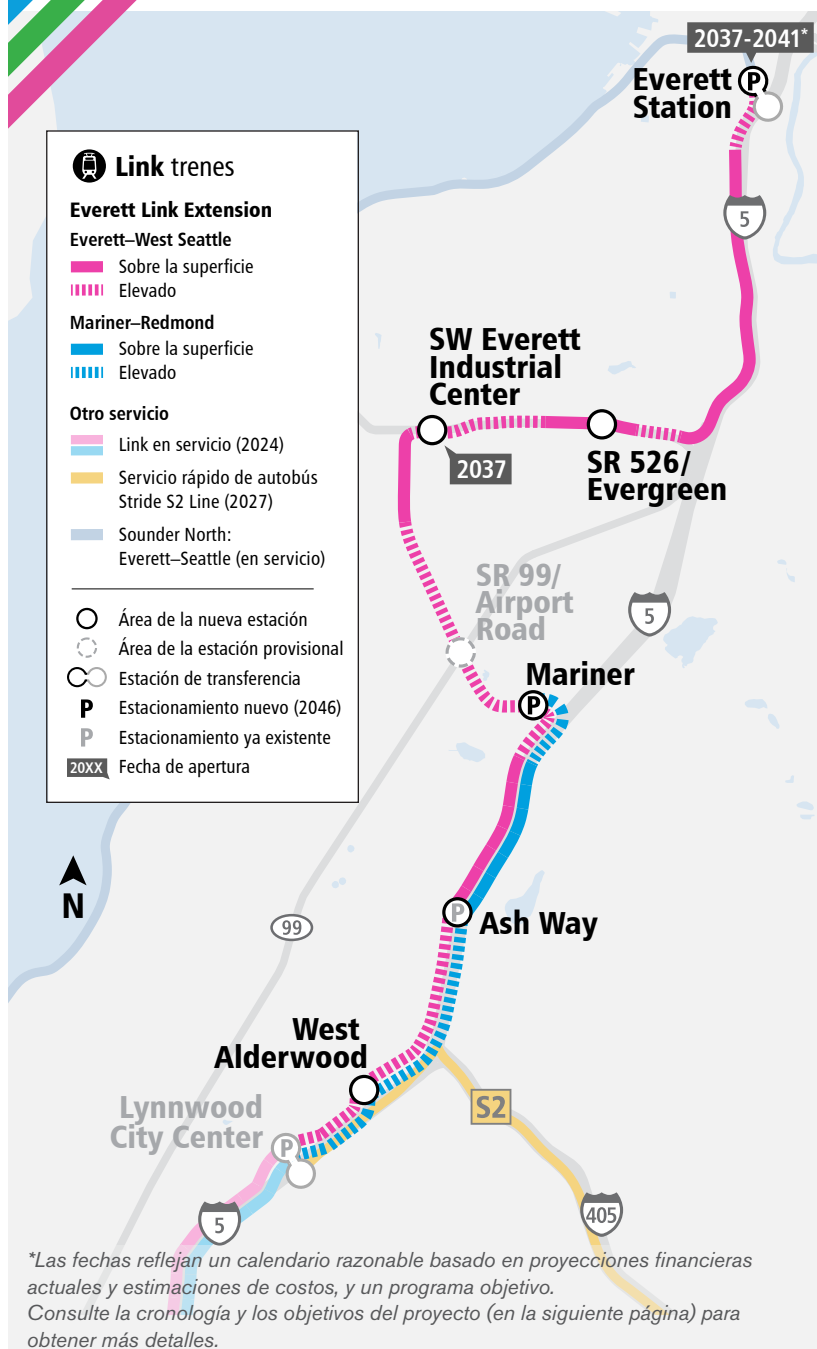 2037-2041*
Everett
Station
P
Link trenes
Everett Link Extension
Everett–West Seattle
Sobre la superficie
Elevado
Mariner–Redmond
Sobre la superficie
Elevado
Otro servicio
Link en servicio (2024)
Servicio rápido de autobús
Stride S2 Line (2027)
Sounder North:
Everett–Seattle (en servicio)
Área de la nueva estación
Área de la estación provisional
Estación de transferencia
P Estacionamiento nuevo (2046)
P Estacionamiento ya existente
20XX Fecha de apertura
5
SW Everett
Industrial
Center
2037
SR 526/
Evergreen
SR 99/
Airport
Road
5
Mariner
P
N
99
P
Ash Way
West
Alderwood
S2
Lynnwood
City Center
P
5
405
*Las fechas reflejan un calendario razonable basado en proyecciones financieras
actuales y estimaciones de costos, y un programa objetivo.
Consulte la cronología y los objetivos del proyecto (en la siguiente página) para
obtener más detalles.